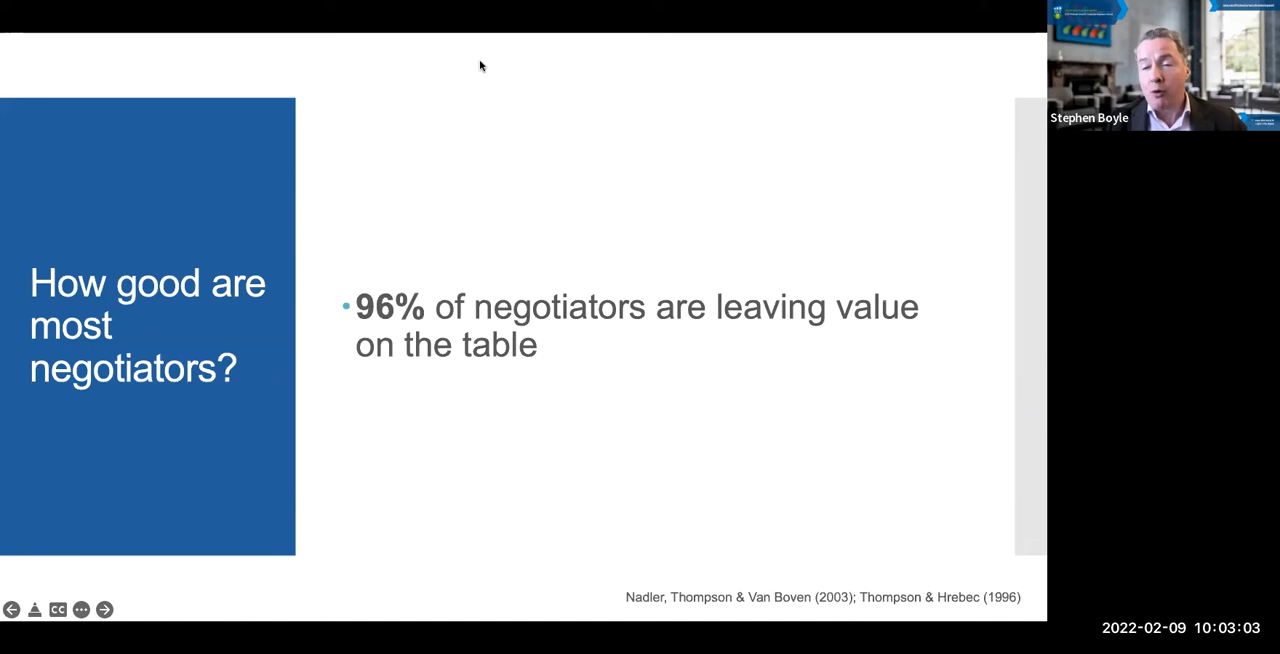 How good are
most
negotiators?
• 96% of negotiators are leaving value
on the table
Nadler, Thompson & Van Boven (2003); Thompson & Hrebec (1996)
CC
Stephen Boyle
2022-02-09 10:03:03